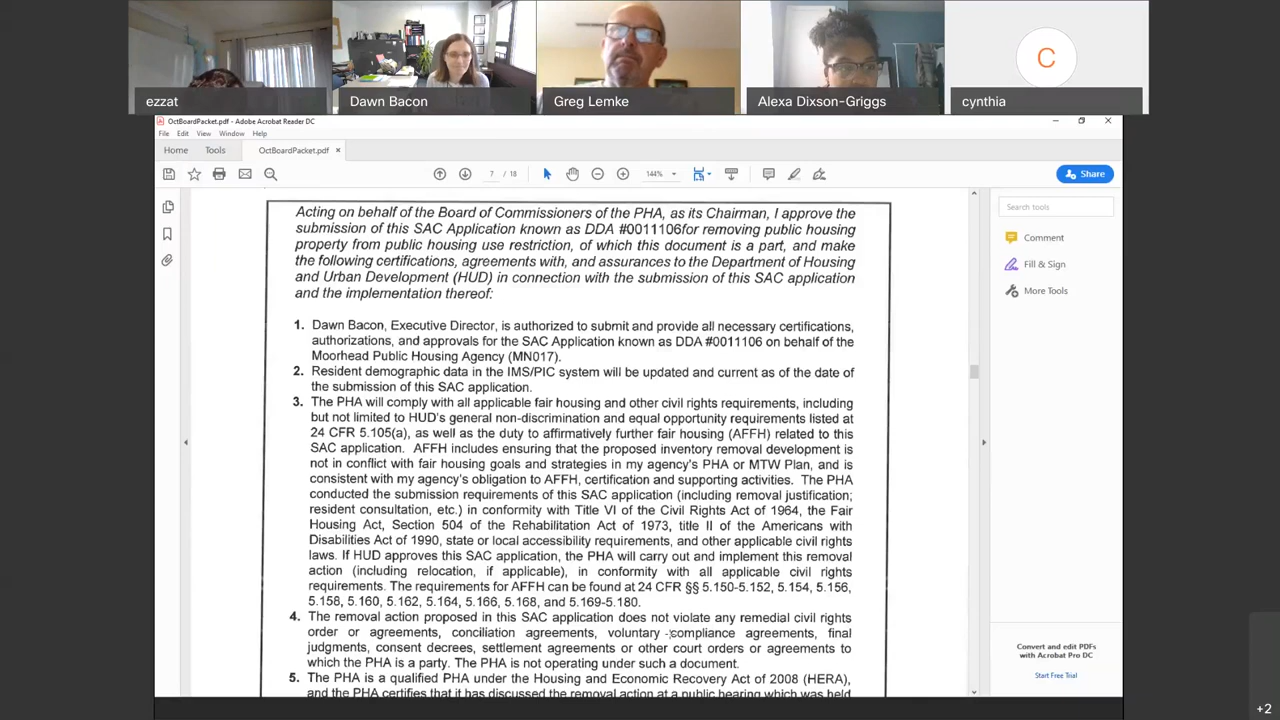 ezzat
Dawn Bacon
Greg Lemke
Alexa Dixson-Griggs
C
cynthia
OctBoardPacket.pdf - Adobe Acrobat Reader DC
File Edit View Window Help
Home Tools OctBoardPacket.pdf ×
7 / 18
144%
Share
Search tools
Comment
Fill & Sign
More Tools
Acting on behalf of the Board of Commissioners of the PHA, as its Chairman, I approve the
submission of this SAC Application known as DDA #0011106for removing public housing
property from public housing use restriction, of which this document is a part, and make
the following certifications, agreements with, and assurances to the Department of Housing
and Urban Development (HUD) in connection with the submission of this SAC application
and the implementation thereof:
1. Dawn Bacon, Executive Director, is authorized to submit and provide all necessary certifications,
authorizations, and approvals for the SAC Application known as DDA #0011106 on behalf of the
Moorhead Public Housing Agency (MN017).
2. Resident demographic data in the IMS/PIC system will be updated and current as of the date of
the submission of this SAC application.
3. The PHA will comply with all applicable fair housing and other civil rights requirements, including
but not limited to HUD's general non-discrimination and equal opportunity requirements listed at
24 CFR 5.105(a), as well as the duty to affirmatively further fair housing (AFFH) related to this
SAC application. AFFH includes ensuring that the proposed inventory removal development is
not in conflict with fair housing goals and strategies in my agency's PHA or MTW Plan, and is
consistent with my agency's obligation to AFFH, certification and supporting activities. The PHA
conducted the submission requirements of this SAC application (including removal justification;
resident consultation, etc.) in conformity with Title VI of the Civil Rights Act of 1964, the Fair
Housing Act, Section 504 of the Rehabilitation Act of 1973, title II of the Americans with
Disabilities Act of 1990, state or local accessibility requirements, and other applicable civil rights
laws. If HUD approves this SAC application, the PHA will carry out and implement this removal
action (including relocation, if applicable), in conformity with all applicable civil rights
requirements. The requirements for AFFH can be found at 24 CFR §§ 5.150-5.152, 5.154, 5.156,
5.158, 5.160, 5.162, 5.164, 5.166, 5.168, and 5.169-5.180.
4. The removal action proposed in this SAC application does not violate any remedial civil rights
order or agreements, conciliation agreements, voluntary compliance agreements, final
judgments, consent decrees, settlement agreements or other court orders or agreements to
which the PHA is a party. The PHA is not operating under such a document.
5. The PHA is a qualified PHA under the Housing and Economic Recovery Act of 2008 (HERA),
and the PHA certifies that it has discussed the removal action at a public hearing which was held
Convert and edit PDFs
with Acrobat Pro DC
Start Free Trial
+2